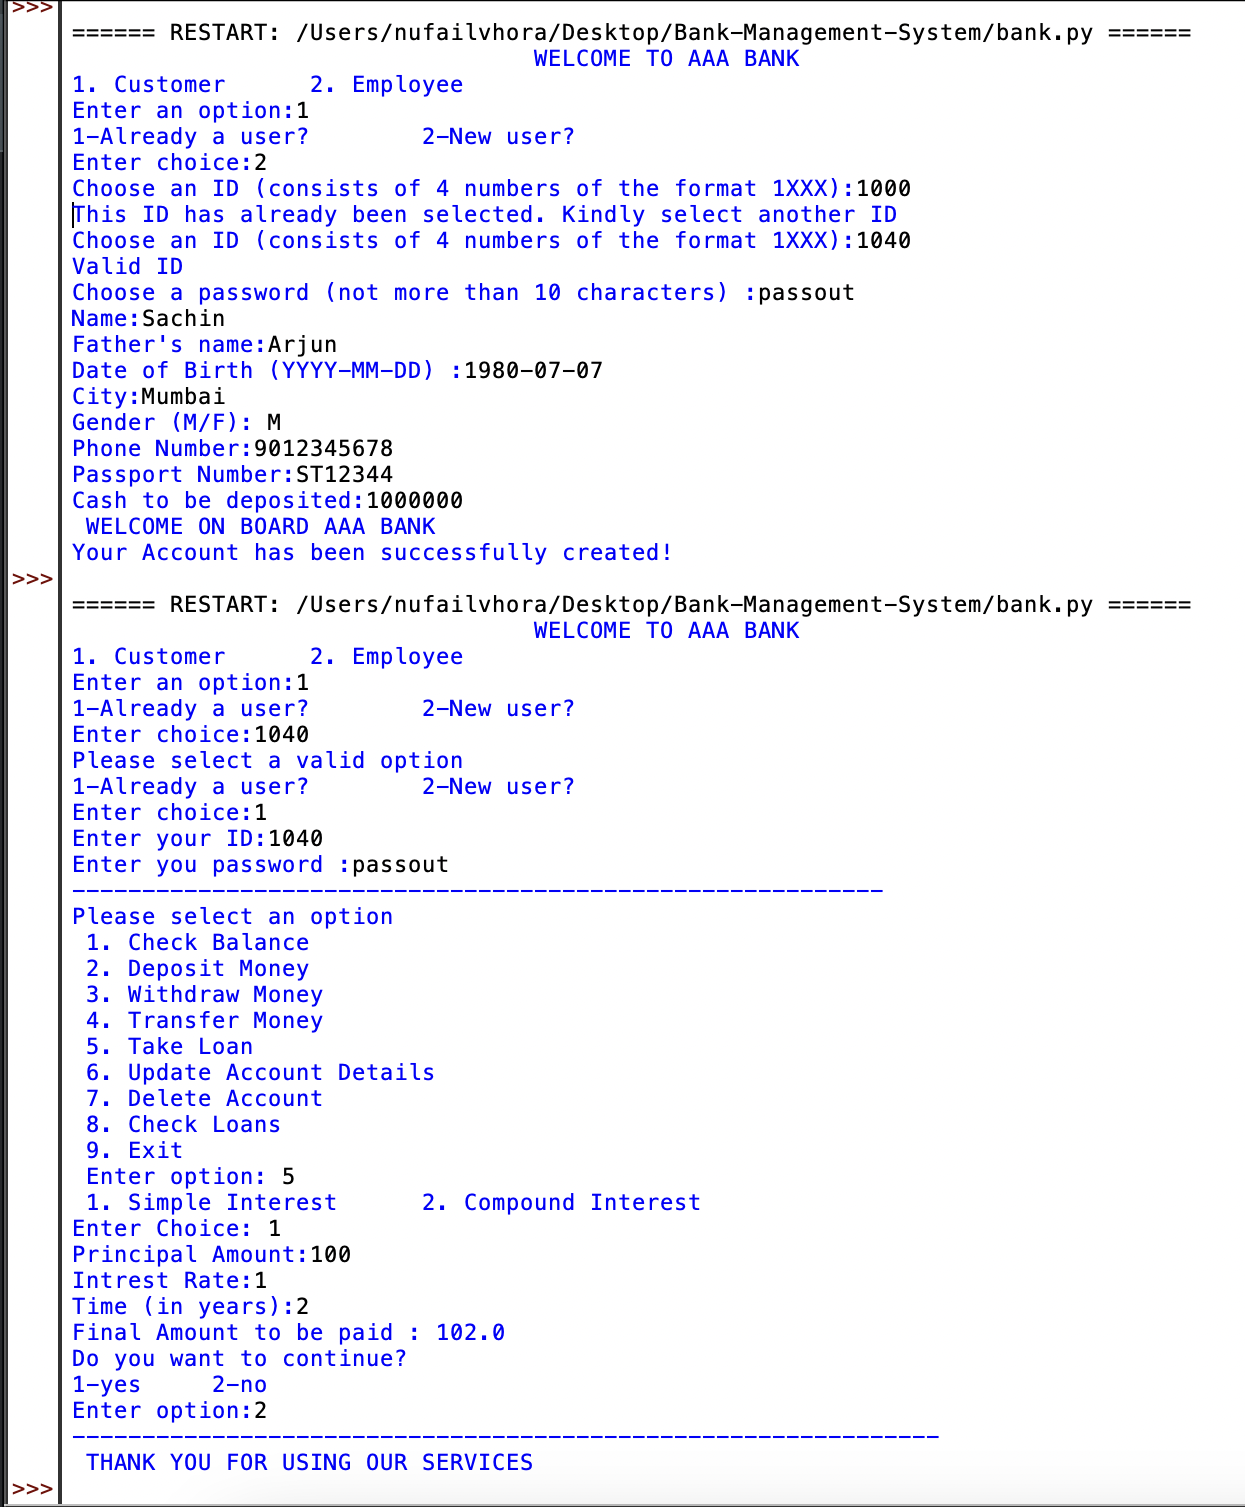 >>>
====== RESTART: /Users/nufailvhora/Desktop/Bank-Management-System/bank.py ======
WELCOME TO AAA BANK
1. Customer      2. Employee
Enter an option:1
1-Already a user?        2-New user?
Enter choice:2
Choose an ID (consists of 4 numbers of the format 1XXX):1000
This ID has already been selected. Kindly select another ID
Choose an ID (consists of 4 numbers of the format 1XXX):1040
Valid ID
Choose a password (not more than 10 characters) :passout
Name:Sachin
Father's name:Arjun
Date of Birth (YYYY-MM-DD) :1980-07-07
City:Mumbai
Gender (M/F): M
Phone Number:9012345678
Passport Number:ST12344
Cash to be deposited:1000000
WELCOME ON BOARD AAA BANK
Your Account has been successfully created!
>>>
====== RESTART: /Users/nufailvhora/Desktop/Bank-Management-System/bank.py ======
WELCOME TO AAA BANK
1. Customer      2. Employee
Enter an option:1
1-Already a user?        2-New user?
Enter choice:1040
Please select a valid option
1-Already a user?        2-New user?
Enter choice:1
Enter your ID:1040
Enter you password :passout
----------------------------------------------------------
Please select an option
1. Check Balance
2. Deposit Money
3. Withdraw Money
4. Transfer Money
5. Take Loan
6. Update Account Details
7. Delete Account
8. Check Loans
9. Exit
Enter option: 5
1. Simple Interest      2. Compound Interest
Enter Choice: 1
Principal Amount:100
Intrest Rate:1
Time (in years):2
Final Amount to be paid : 102.0
Do you want to continue?
1-yes     2-no
Enter option:2
--------------------------------------------------------------
THANK YOU FOR USING OUR SERVICES
>>>